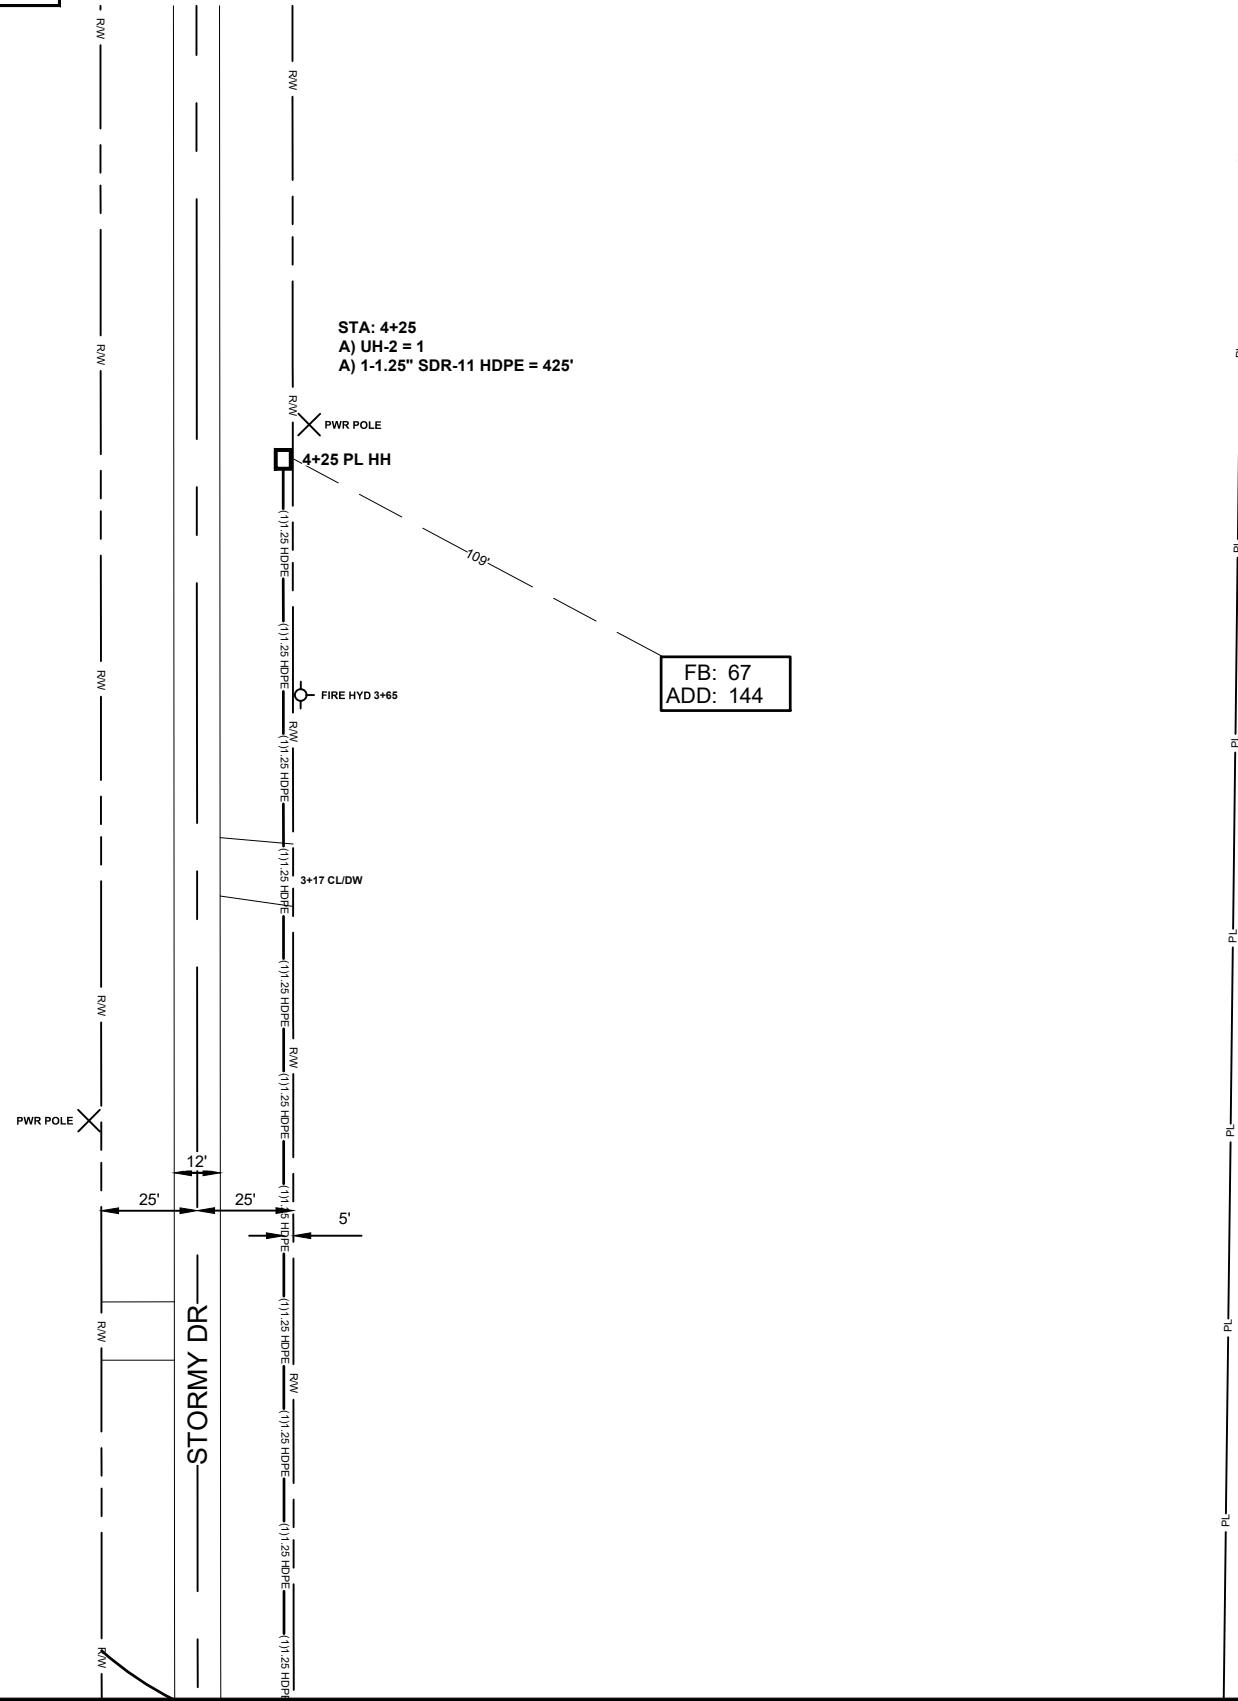 R/W
R/W
STA: 4+25
A) UH-2 = 1
A) 1-1.25" SDR-11 HDPE = 425'
R/W
PL
R/W
PWR POLE
4+25 PL HH
(1)1.25 HDPE
PL
109'
(1)1.25 HDPE
FB: 67
ADD: 144
R/W
FIRE HYD 3+65
R/W
PL
(1)1.25 HDPE
3+17 CL/DW
(1)1.25 HDPE
PL
(1)1.25 HDPE
R/W
R/W
PWR POLE
(1)1.25 HDPE
PL
12'
25'
25'
(1)1.25 HDPE
5'
R/W
STORMY DR
(1)1.25 HDPE
PL
R/W
(1)1.25 HDPE
PL
(1)1.25 HDPE
R/W
(1)1.25 HDPE